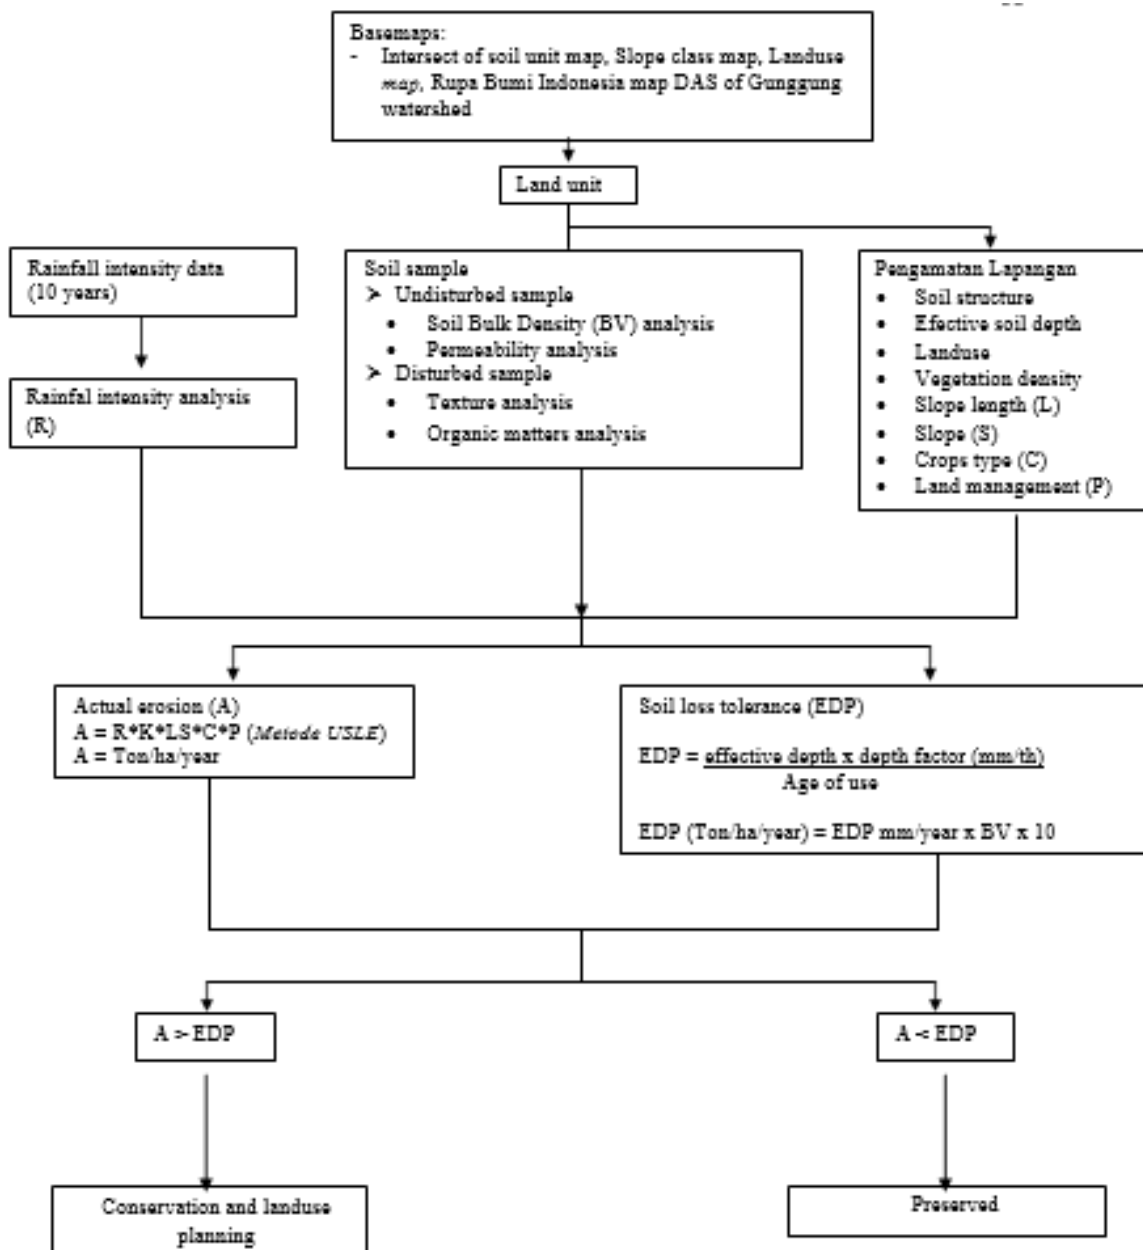 Basemaps:
- Intersect of soil unit map, Slope class map, Landuse
map, Rupa Bumi Indonesia map DAS of Gunggung
watershed
Land unit
Rainfall intensity data
(10 years)
Rainfal intensity analysis
(R)
Soil sample
➤ Undisturbed sample
• Soil Bulk Density (BV) analysis
• Permeability analysis
➤ Disturbed sample
• Texture analysis
• Organic matters analysis
Pengamatan Lapangan
• Soil structure
• Efective soil depth
• Landuse
• Vegetation density
• Slope length (L)
• Slope (S)
• Crops type (C)
• Land management (P)
Actual erosion (A)
A = R*K*LS*C*P (Metode USLE)
A = Ton/ha/year
Soil loss tolerance (EDP)
EDP = effective depth x depth factor (mm/th)
Age of use
EDP (Ton/ha/year) = EDP mm/year x BV x 10
A > EDP
A < EDP
Conservation and landuse
planning
Preserved